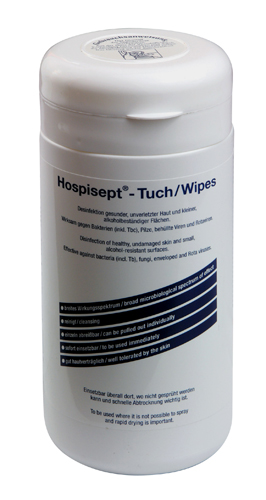 Gebrauchsanweisung
Hospisept® - Tuch/Wipes
Desinfektion gesunder, unverletzter Haut und kleiner,
alkoholbeständiger Flächen.
Wirksam gegen Bakterien (inkl. Tbc), Pilze, behüllte Viren und Rotaviren.
Disinfection of healthy, undamaged skin and small,
alcohol-resistant surfaces.
Effective against bacteria (incl. Tb), fungi, enveloped and Rota viruses.
breites Wirkungsspektrum / broad microbiological spectrum of effect
reinigt / cleansing
einzeln / can be pulled out individually
sofort einsetzbar / to be used immediately
gut hautverträglich / well tolerated by the skin
Einsetzbar überall dort, wo nicht gesprüht werden
kann und schnelle Abtrocknung wichtig ist.
To be used where it is not possible to spray
and rapid drying is important.